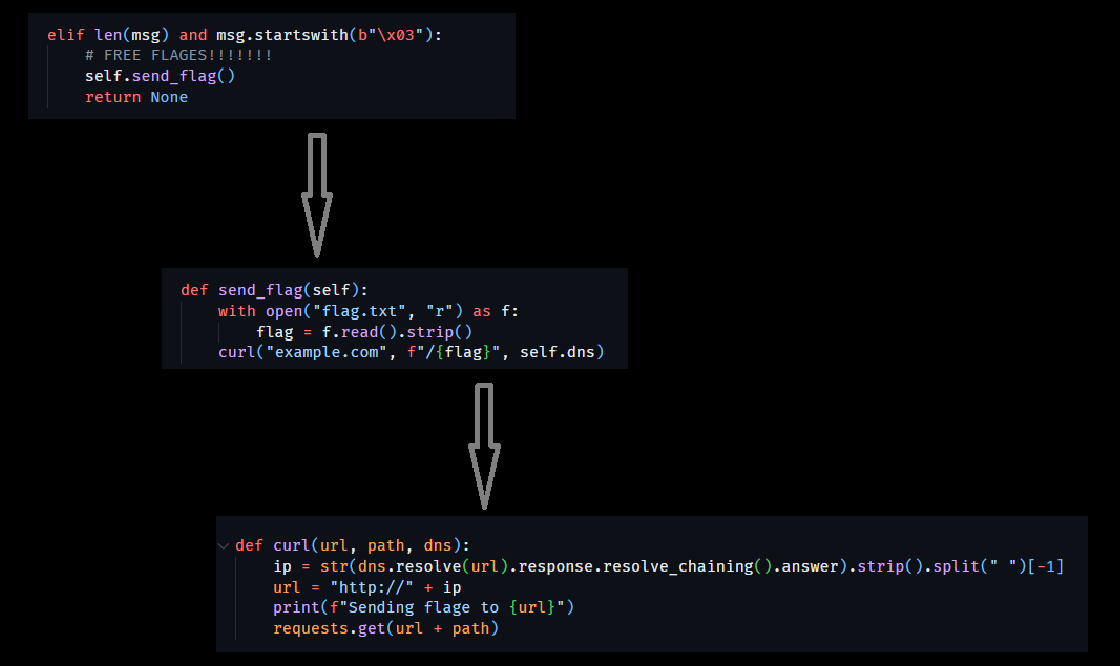 elif len(msg) and msg.startswith(b"\x03"):
# FREE FLAGES!!!!!!!
self.send_flag()
return None
def send_flag(self):
with open("flag.txt", "r") as f:
flag = f.read().strip()
curl("example.com", f"/{flag}", self.dns)
def curl(url, path, dns):
ip = str(dns.resolve(url).response.resolve_chaining().answer).strip().split(" ")[-1]
url = "http://" + ip
print(f"Sending flage to {url}")
requests.get(url + path)